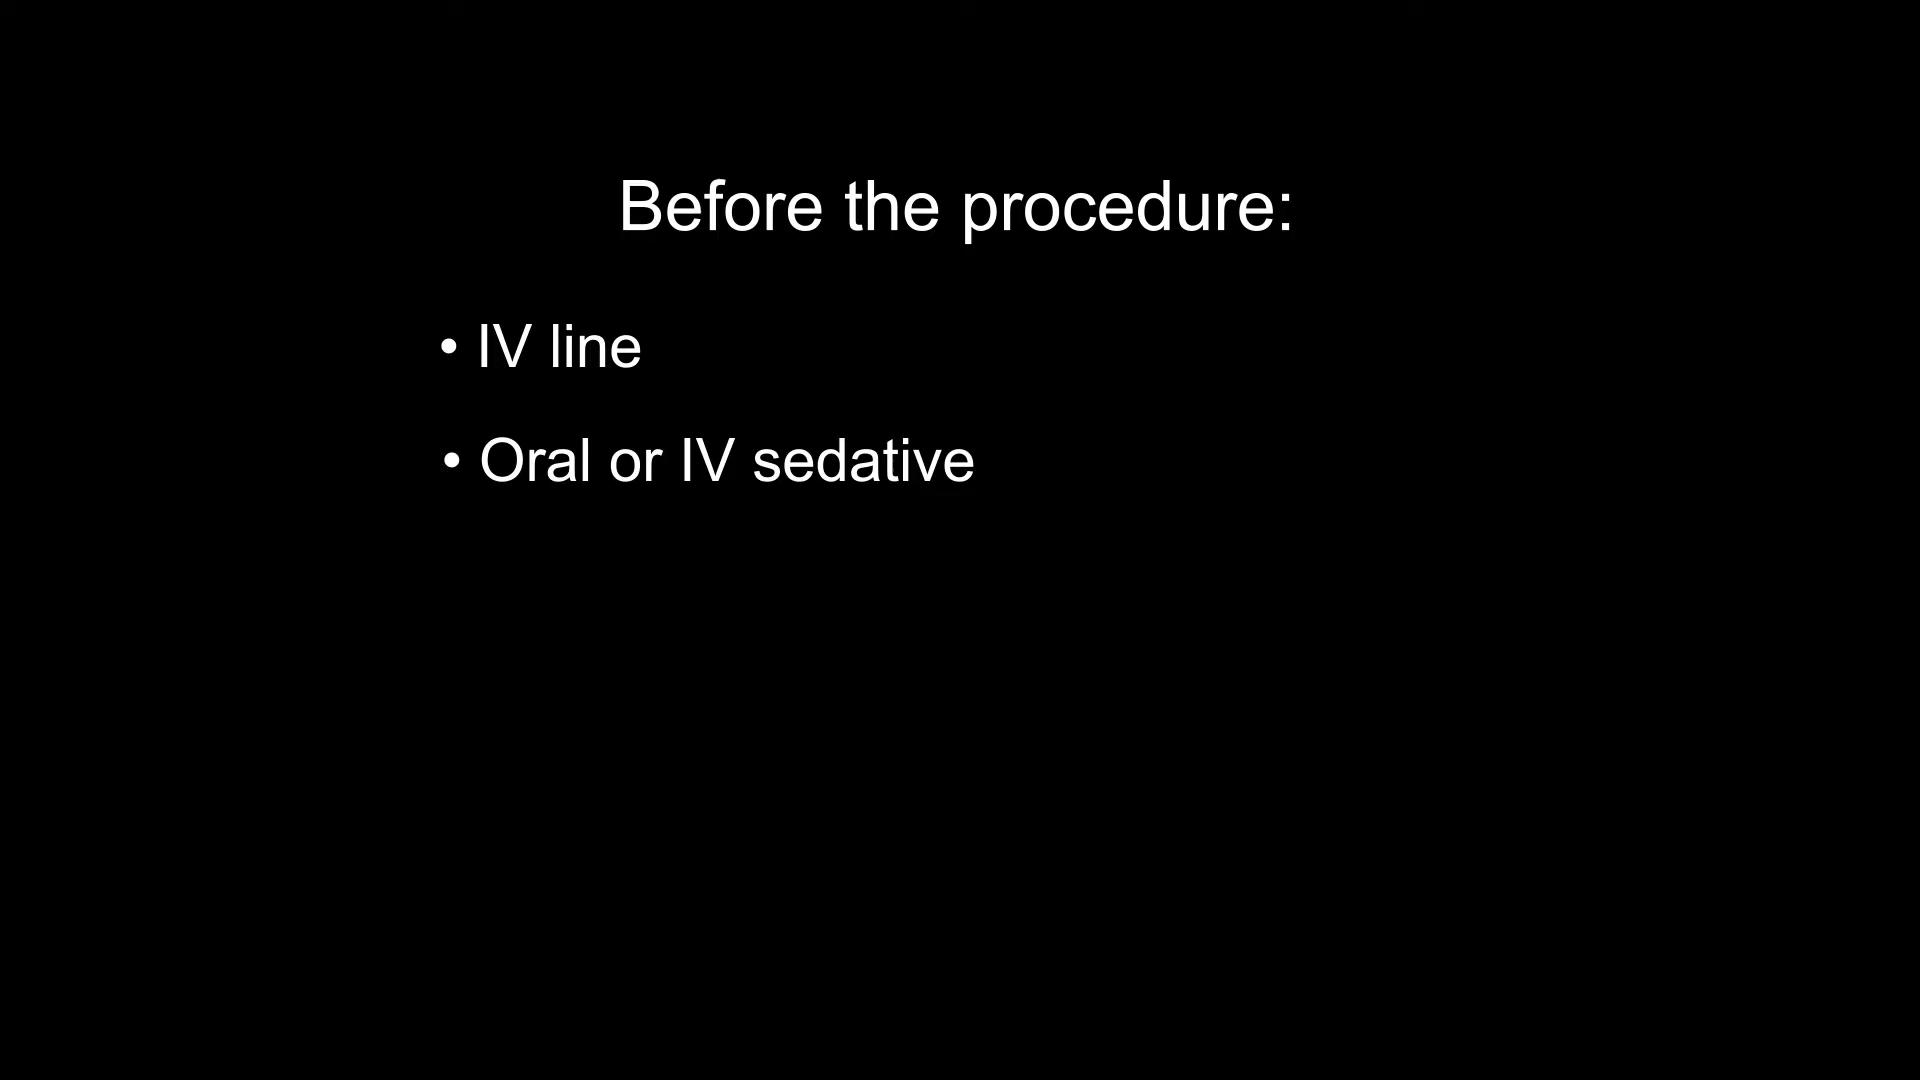 Before the procedure:
• IV line
• Oral or IV sedative